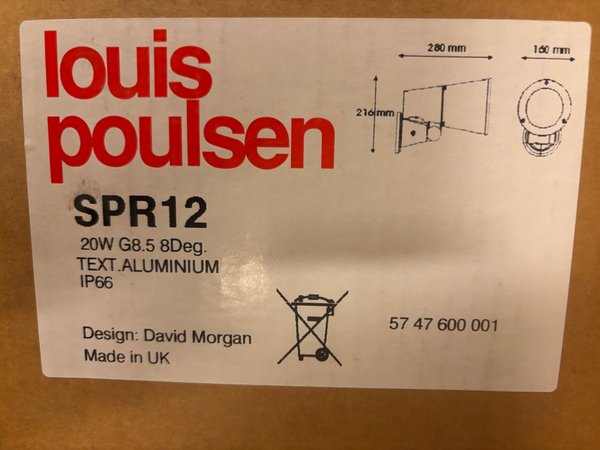 louis
poulsen
280 mm
160 mm
216 mm
SPR12
20W G8.5 8Deg.
TEXT.ALUMINIUM
IP66
Design: David Morgan
Made in UK
57 47 600 001